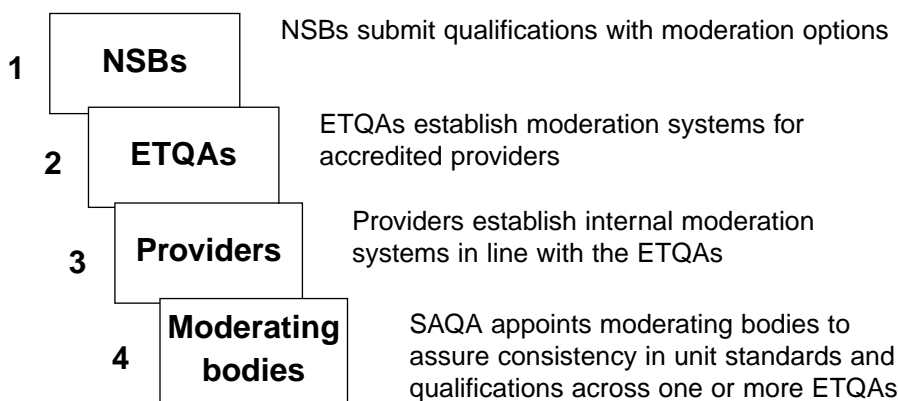 NSBs submit qualifications with moderation options
1 NSBs
ETQAs establish moderation systems for
accredited providers
2 ETQAs
Providers establish internal moderation
systems in line with the ETQAs
3 Providers
Moderating
bodies
4
SAQA appoints moderating bodies to
assure consistency in unit standards and
qualifications across one or more ETQAs